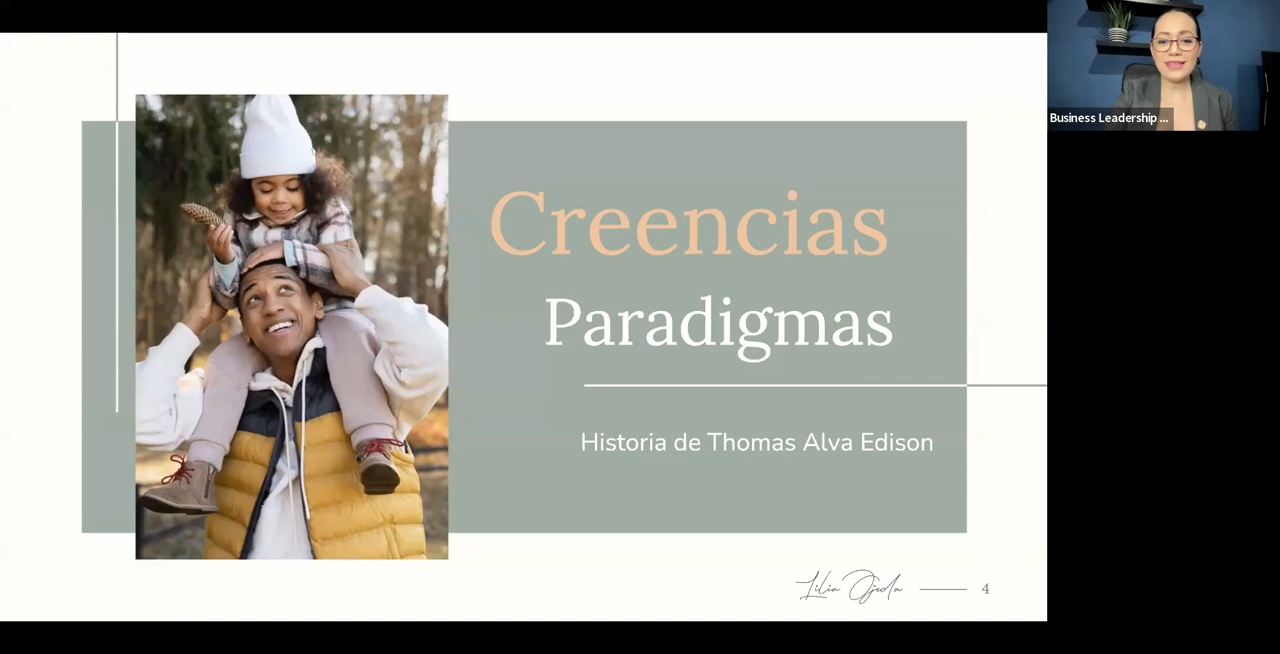 Creencias
Paradigmas
Historia de Thomas Alva Edison
Lilia Ojeda
4
Business Leadership ...